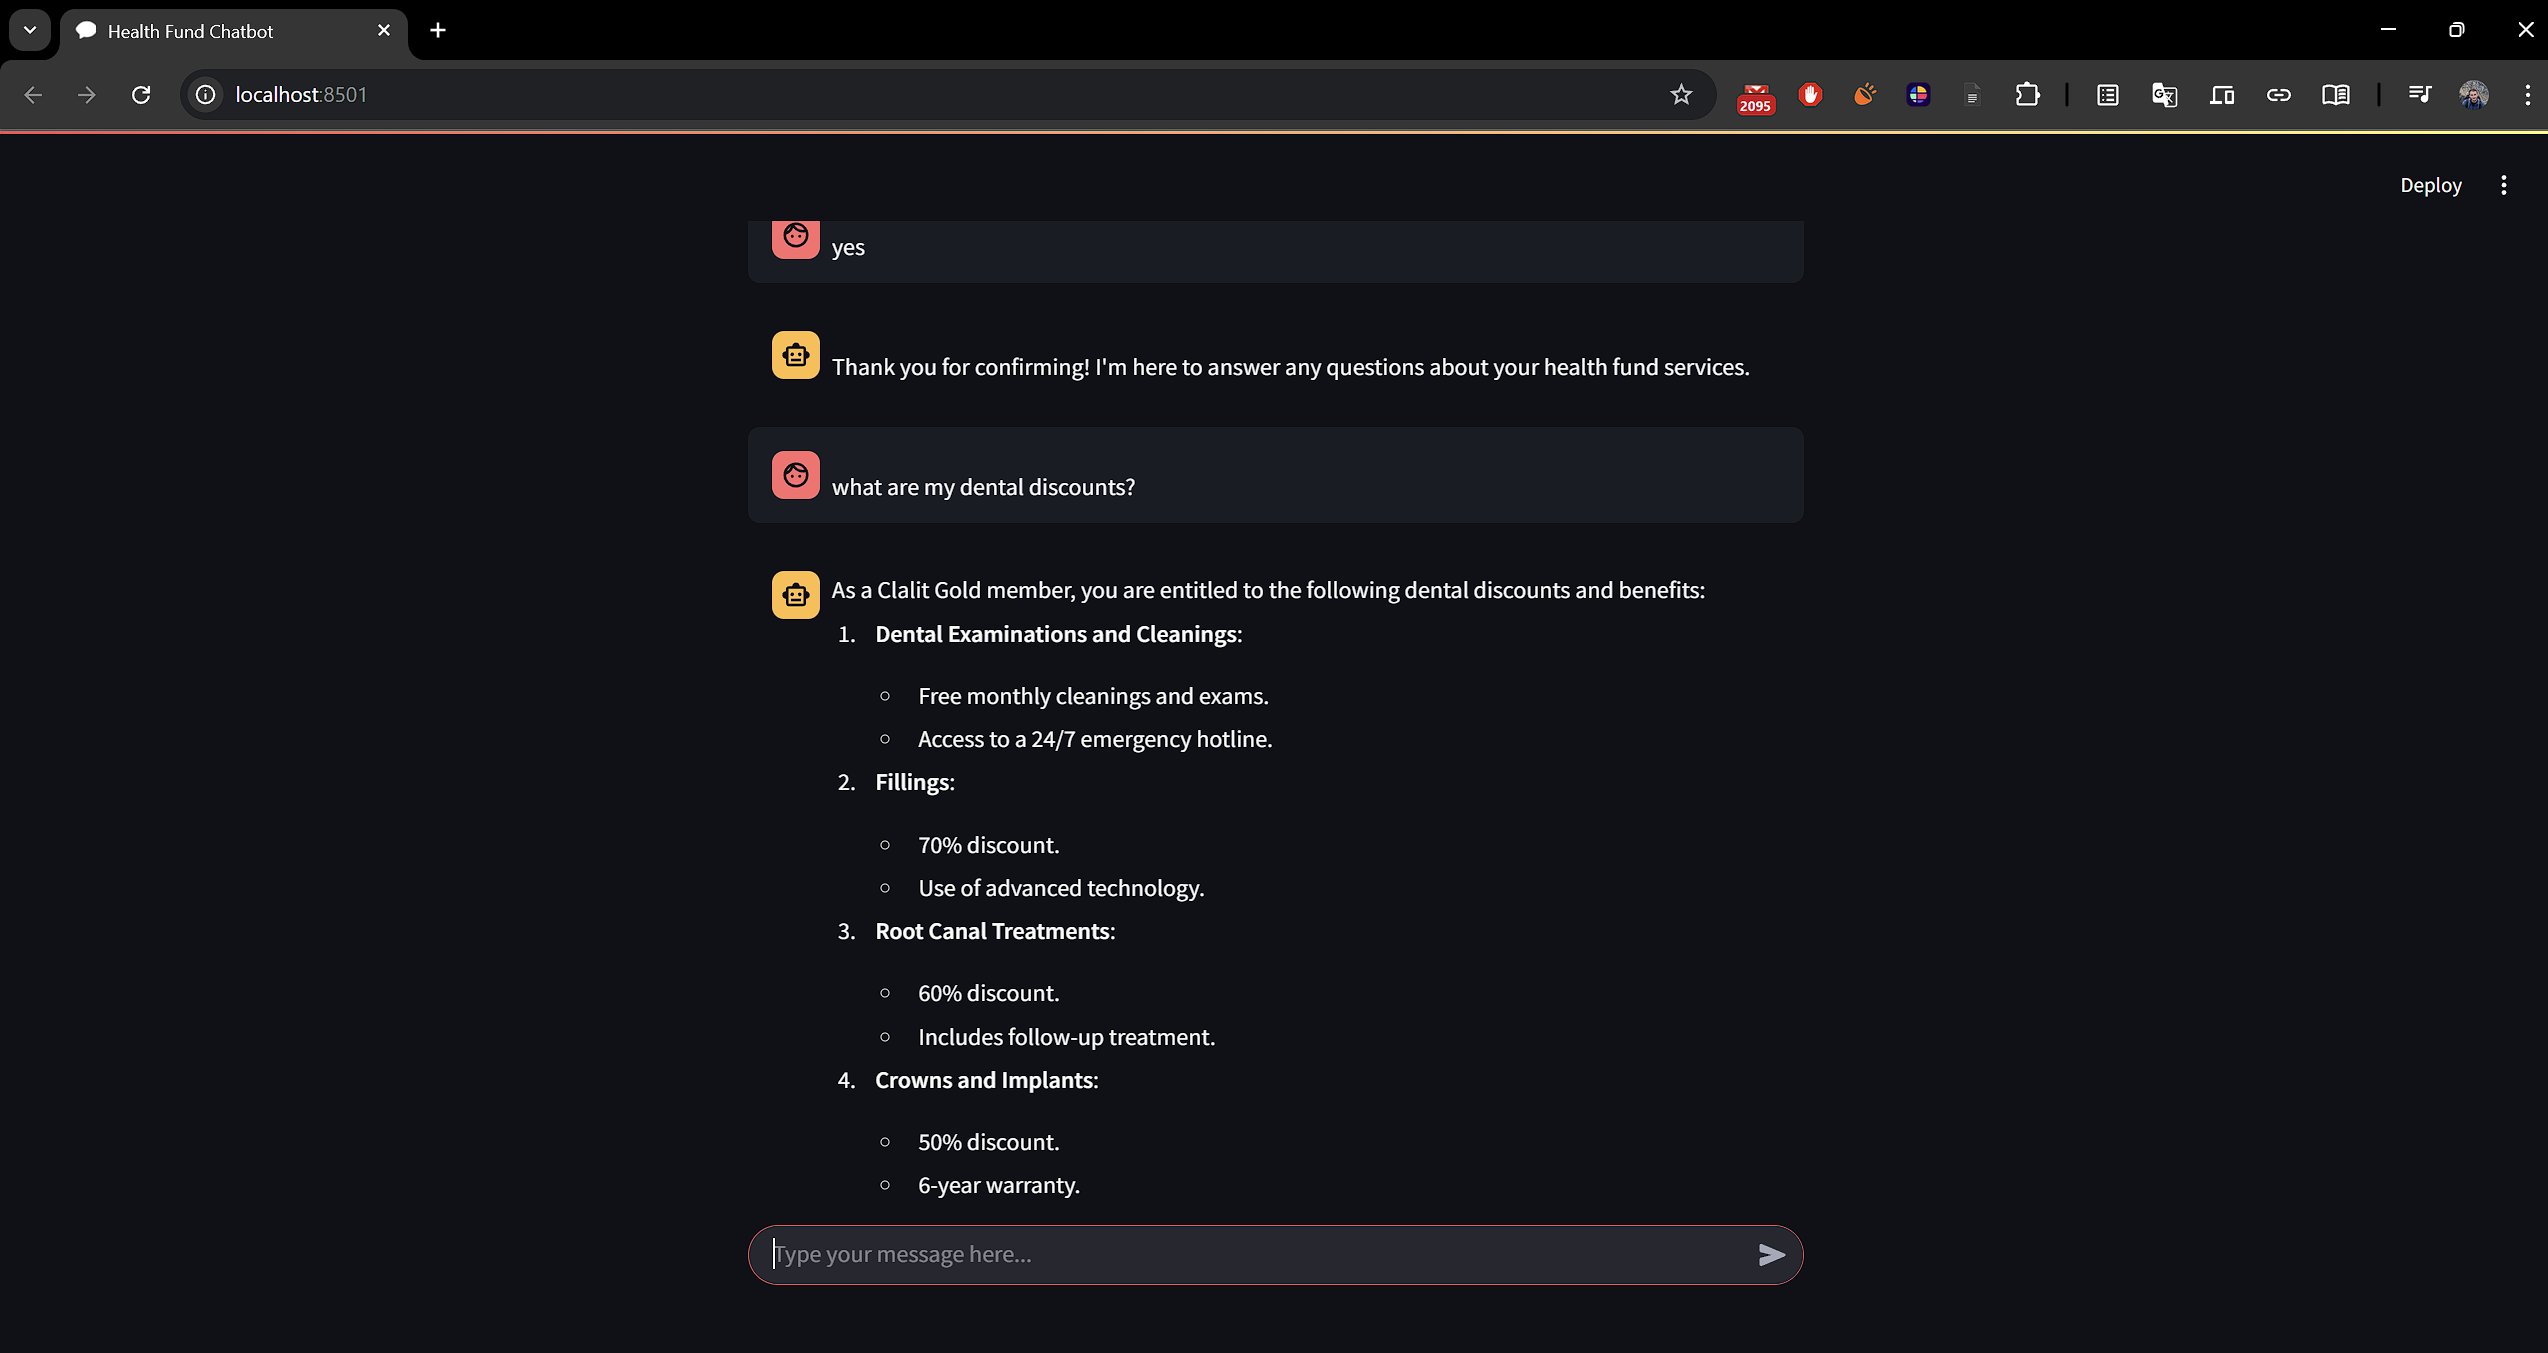 Health Fund Chatbot
localhost:8501
2095
Deploy
yes
Thank you for confirming! I'm here to answer any questions about your health fund services.
what are my dental discounts?
As a Clalit Gold member, you are entitled to the following dental discounts and benefits:
1. Dental Examinations and Cleanings:
Free monthly cleanings and exams.
Access to a 24/7 emergency hotline.
2. Fillings:
70% discount.
Use of advanced technology.
3. Root Canal Treatments:
60% discount.
Includes follow-up treatment.
4. Crowns and Implants:
50% discount.
6-year warranty.
Type your message here...